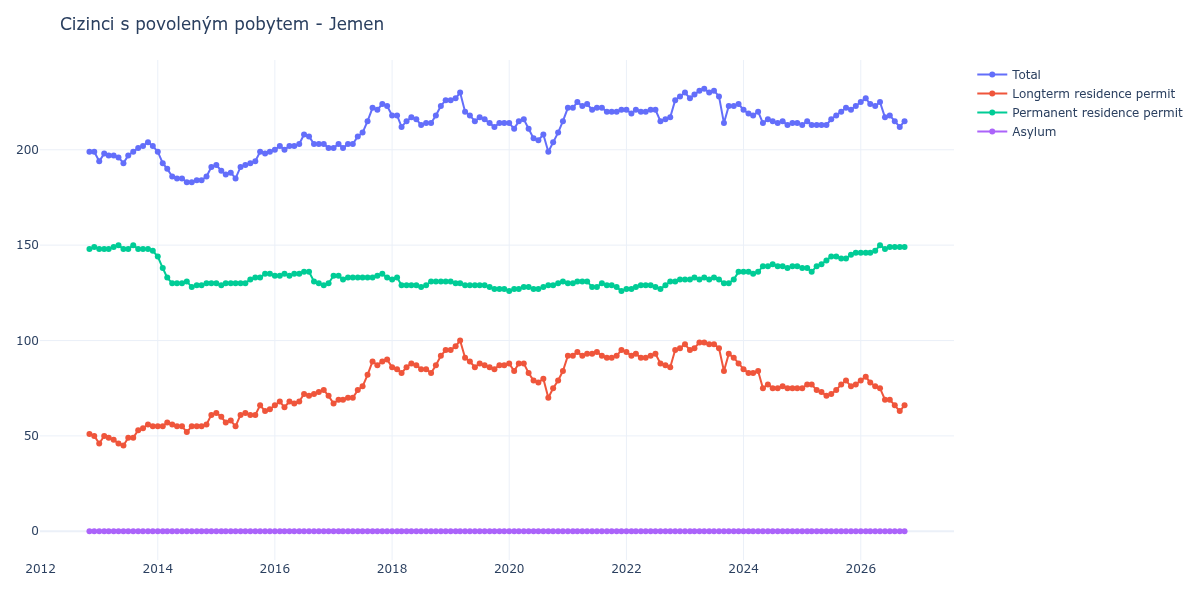 Cizinci s povoleným pobytem - Jemen
Total
Longterm residence permit
Permanent residence permit
Asylum
200
150
100
50
0
2012
2014
2016
2018
2020
2022
2024
2026